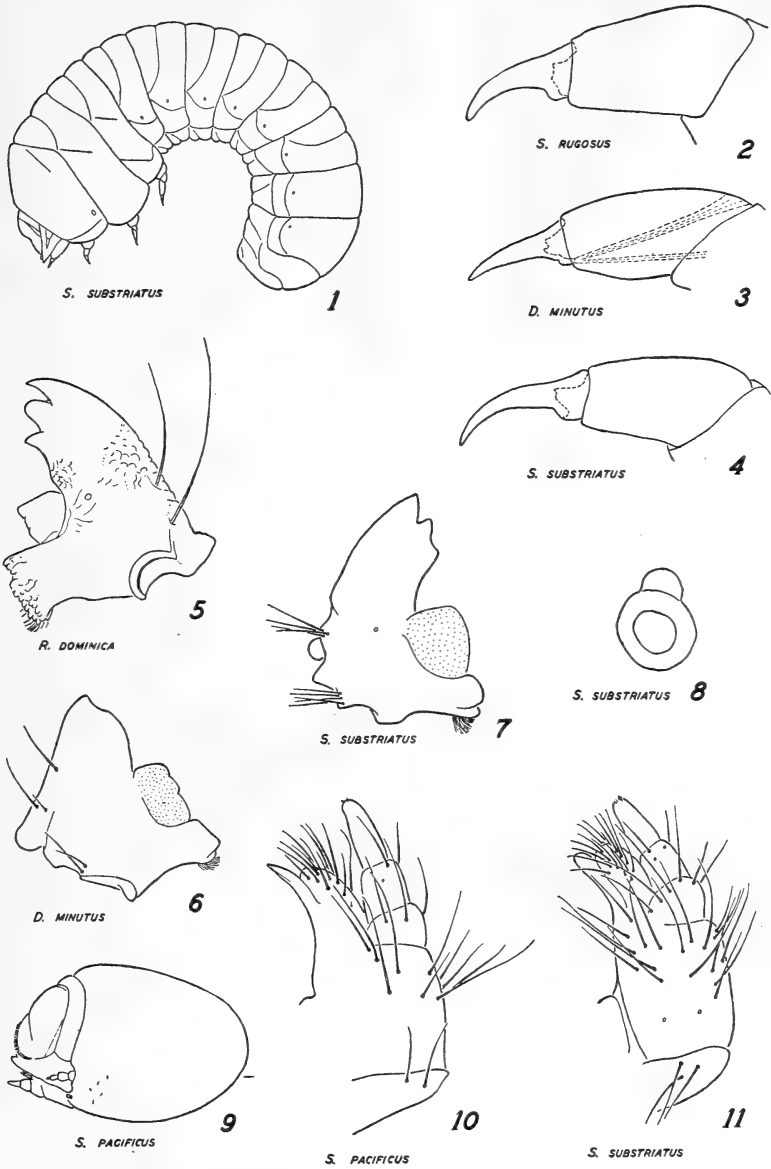 S. SUBSTRIATUS
1
S. RUGOSUS
2
D. MINUTUS
3
S. SUBSTRIATUS
4
R. DOMINICA
5
D. MINUTUS
6
S. SUBSTRIATUS
7
S. SUBSTRIATUS
8
S. PACIFICUS
9
S. PACIFICUS
10
S. SUBSTRIATUS
11